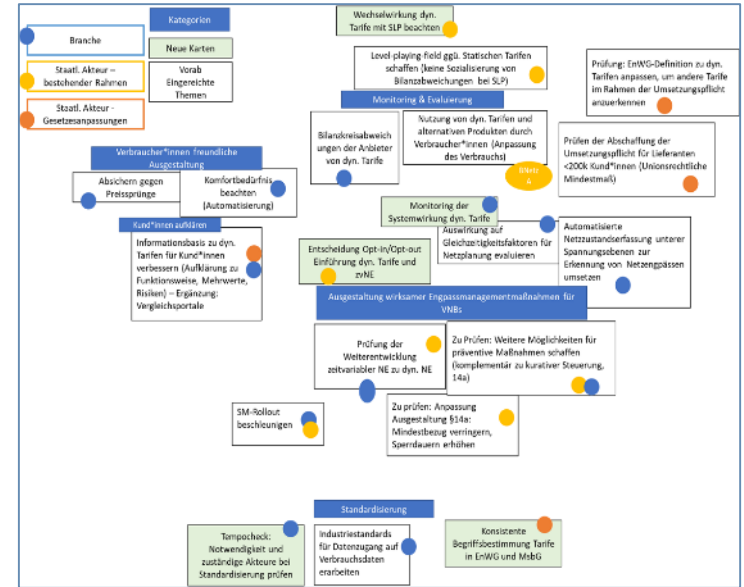 Kategorien
Branche
Neue Karten
Staatl. Akteur –
bestehender Rahmen
Vorab
Eingereichte
Themen
Staatl. Akteur -
Gesetzesanpassungen
Wechselwirkung dyn.
Tarife mit SLP beachten
Level-playing-field ggü. Statischen Tarifen
schaffen (keine Sozialisierung von
Bilanzabweichungen bei SLP)
Prüfung: EnWG-Definition zu dyn.
Tarifen anpassen, um andere Tarife
im Rahmen der Umsetzungspflicht
anzuerkennen
Monitoring & Evaluierung
Bilanzkreisabweich
ungen der Anbieter
von dyn. Tarife
Nutzung von dyn. Tarifen und
alternativen Produkten durch
Verbraucher*innen (Anpassung
des Verbrauchs)
BNetz
A
Prüfen der Abschaffung der
Umsetzungspflicht für Lieferanten
<200k Kund*innen (Unionsrechtliche
Mindestmaß)
Verbraucher*innen freundliche
Ausgestaltung
Absichern gegen
Preissprünge
Komfortbedürfnis
beachten
(Automatisierung)
Kund*innen aufklären
Informationsbasis zu dyn.
Tarifen für Kund*innen
verbessern (Aufklärung zu
Funktionsweise, Mehrwerte,
Risiken) – Ergänzung:
Vergleichsportale
Monitoring der
Systemwirkung dyn. Tarife
Auswirkung auf
Gleichzeitigkeitsfaktoren für
Netzplanung evaluieren
Automatisierte
Netzzustandserfassung unterer
Spannungsebenen zur
Erkennung von Netzengpässen
umsetzen
Entscheidung Opt-in/Opt-out
Einführung dyn. Tarife und
zvNE
Ausgestaltung wirksamer Engpassmanagementmaßnahmen für
VNBs
Prüfung der
Weiterentwicklung
zeitvariabler NE zu dyn. NE
Zu Prüfen: Weitere Möglichkeiten für
präventive Maßnahmen schaffen
(komplementär zu kurativer Steuerung,
14a)
SM-Rollout
beschleunigen
Zu prüfen: Anpassung
Ausgestaltung §14a:
Mindestbezug verringern,
Sperrdauern erhöhen
Standardisierung
Tempocheck:
Notwendigkeit und
zuständige Akteure bei
Standardisierung prüfen
Industriestandards
für Datenzugang auf
Verbrauchsdaten
erarbeiten
Konsistente
Begriffsbestimmung Tarife
in EnWG und MsbG